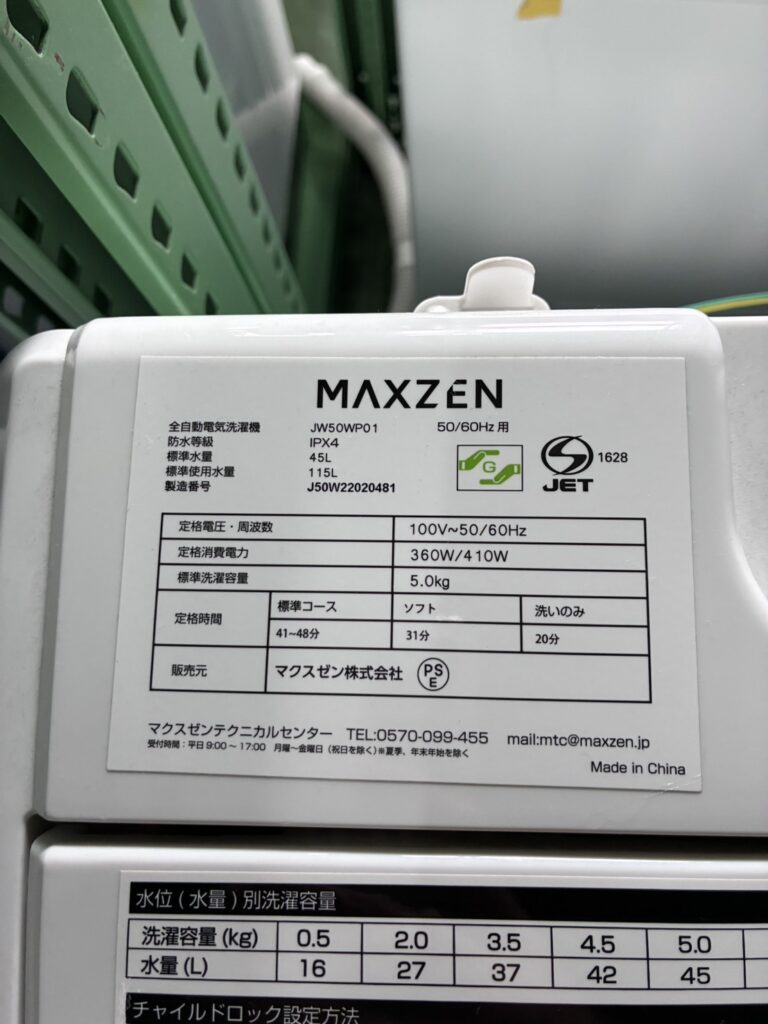 MAXZEN
全自動電気洗濯機 JW50WP01 50/60Hz 用
防水等級 IPX4
標準水量 45L
標準使用水量 115L
製造番号 J50W22020481
G
S JET 1628
定格電圧・周波数 100V~50/60Hz
定格消費電力 360W/410W
標準洗濯容量 5.0kg
定格時間 標準コース ソフト 洗いのみ
41~48分 31分 20分
販売元 マクスゼン株式会社 PSE
マクスゼンテクニカルセンター TEL:0570-099-455 mail:mtc@maxzen.jp
受付時間：平日9:00～17:00 月曜～金曜日（祝日を除く）※夏季、年末年始を除く
Made in China
水位(水量)別洗濯容量
洗濯容量(kg) 0.5 2.0 3.5 4.5 5.0
水量(L) 16 27 37 42 45
チャイルドロック設定方法